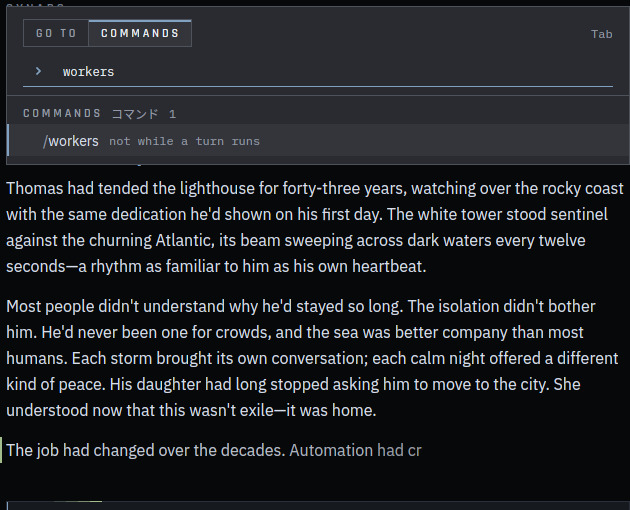 GO TO COMMANDS Tab
› workers
COMMANDS コマンド 1
/workers not while a turn runs
Thomas had tended the lighthouse for forty-three years, watching over the rocky coast
with the same dedication he'd shown on his first day. The white tower stood sentinel
against the churning Atlantic, its beam sweeping across dark waters every twelve
seconds—a rhythm as familiar to him as his own heartbeat.
Most people didn't understand why he'd stayed so long. The isolation didn't bother
him. He'd never been one for crowds, and the sea was better company than most
humans. Each storm brought its own conversation; each calm night offered a different
kind of peace. His daughter had long stopped asking him to move to the city. She
understood now that this wasn't exile—it was home.
The job had changed over the decades. Automation had cr